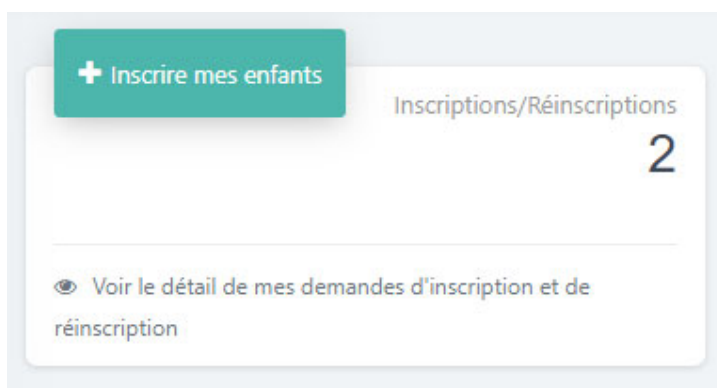 Inscrire mes enfants
Inscriptions/Réinscriptions
2
Voir le détail de mes demandes d'inscription et de
réinscription